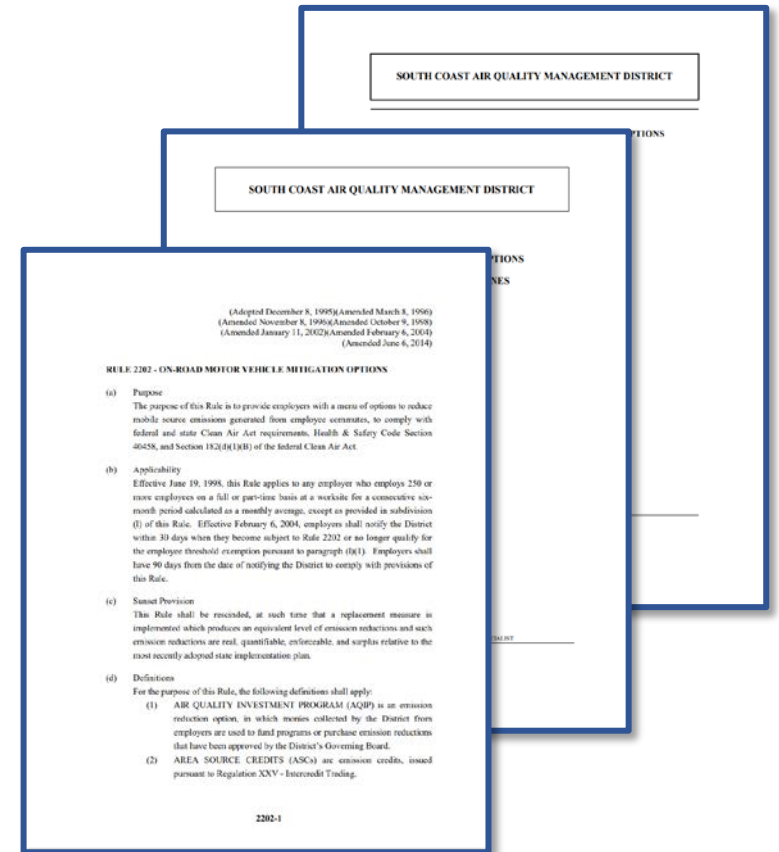 SOUTH COAST AIR QUALITY MANAGEMENT DISTRICT
PTIONS
SOUTH COAST AIR QUALITY MANAGEMENT DISTRICT
PTIONS
NES
(Adopted December 8, 1995)(Amended March 8, 1996)
(Amended November 8, 1996)(Amended October 9, 1998)
(Amended January 11, 2002)(Amended February 6, 2004)
(Amended June 6, 2014)
RULE 2202 - ON-ROAD MOTOR VEHICLE MITIGATION OPTIONS
(a) Purpose
The purpose of this Rule is to provide employers with a menu of options to reduce
mobile source emissions generated from employee commutes, to comply with
federal and state Clean Air Act requirements, Health & Safety Code Section
40458, and Section 182(d)(1)(B) of the federal Clean Air Act.
(b) Applicability
Effective June 19, 1998, this Rule applies to any employer who employs 250 or
more employees on a full or part-time basis at a worksite for a consecutive six-
month period calculated as a monthly average, except as provided in subdivision
(l) of this Rule. Effective February 6, 2004, employers shall notify the District
within 30 days when they become subject to Rule 2202 or no longer qualify for
the employee threshold exemption pursuant to paragraph (l)(1). Employers shall
have 90 days from the date of notifying the District to comply with provisions of
this Rule.
(c) Sunset Provision
This Rule shall be rescinded, at such time that a replacement measure is
implemented which produces an equivalent level of emission reductions and such
emission reductions are real, quantifiable, enforceable, and surplus relative to the
most recently adopted state implementation plan.
(d) Definitions
For the purpose of this Rule, the following definitions shall apply:
(1) AIR QUALITY INVESTMENT PROGRAM (AQIP) is an emission
reduction option, in which monies collected by the District from
employers are used to fund programs or purchase emission reductions
that have been approved by the District's Governing Board.
(2) AREA SOURCE CREDITS (ASCs) are emission credits, issued
pursuant to Regulation XXV - Intercredit Trading.
2202-1